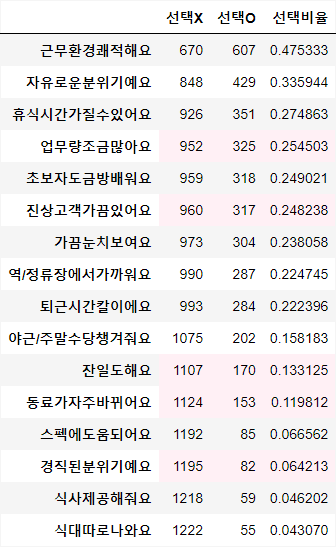 선택X 선택O 선택비율
근무환경쾌적해요 670 607 0.475333
자유로운분위기예요 848 429 0.335944
휴식시간가질수있어요 926 351 0.274863
업무량조금많아요 952 325 0.254503
초보자도금방배워요 959 318 0.249021
진상고객가끔있어요 960 317 0.248238
가끔눈치보여요 973 304 0.238058
역/정류장에서가까워요 990 287 0.224745
퇴근시간칼이에요 993 284 0.222396
야근/주말수당챙겨줘요 1075 202 0.158183
잔일도해요 1107 170 0.133125
동료가자주바뀌어요 1124 153 0.119812
스펙에도움되어요 1192 85 0.066562
경직된분위기예요 1195 82 0.064213
식사제공해줘요 1218 59 0.046202
식대따로나와요 1222 55 0.043070